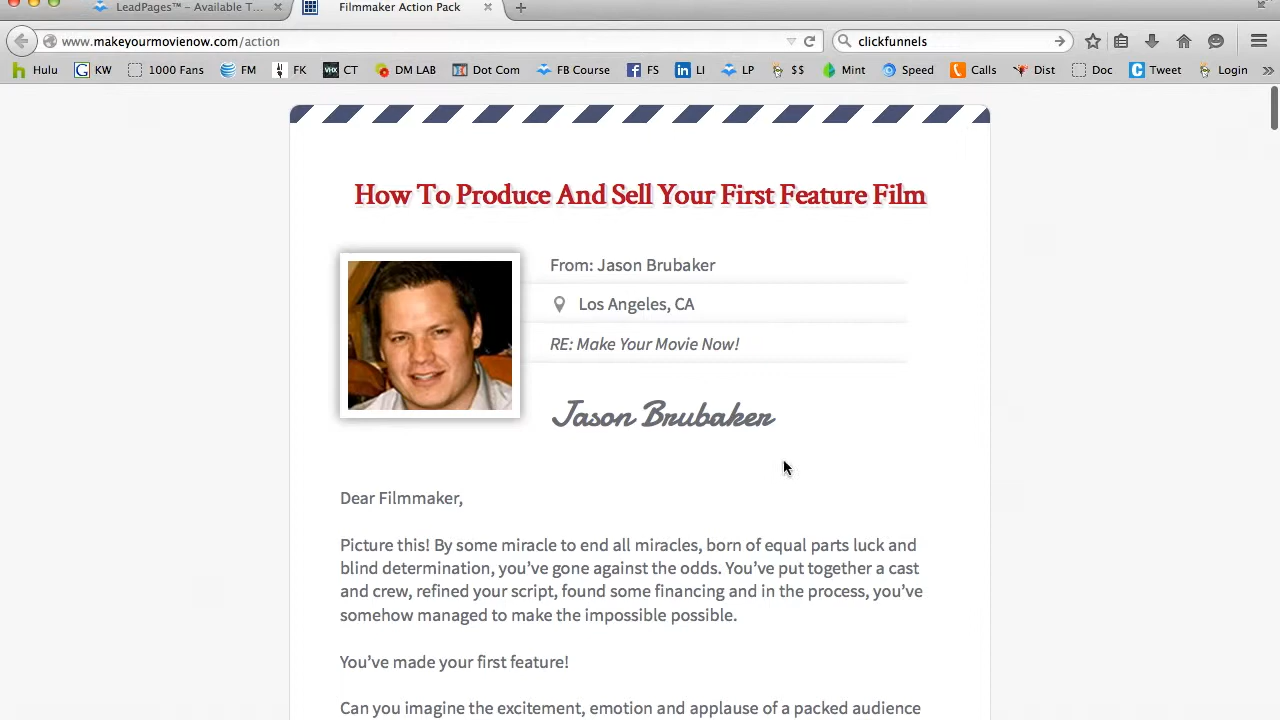 LeadPages™ – Available T...
Filmmaker Action Pack
www.makeyourmovienow.com/action
clickfunnels
Hulu KW 1000 Fans FM FK CT DM LAB Dot Com FB Course FS LI LP $$ Mint Speed Calls Dist Doc Tweet Login
How To Produce And Sell Your First Feature Film
From: Jason Brubaker
Los Angeles, CA
RE: Make Your Movie Now!
Jason Brubaker
Dear Filmmaker,
Picture this! By some miracle to end all miracles, born of equal parts luck and
blind determination, you’ve gone against the odds. You’ve put together a cast
and crew, refined your script, found some financing and in the process, you’ve
somehow managed to make the impossible possible.
You’ve made your first feature!
Can you imagine the excitement, emotion and applause of a packed audience